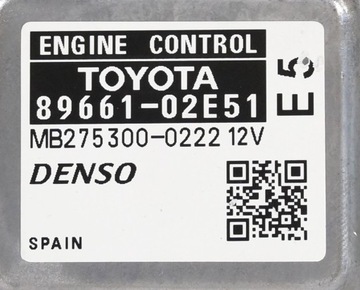 ENGINE CONTROL
TOYOTA
89661-02E51
E5
MB275300-0222 12V
DENSO
SPAIN